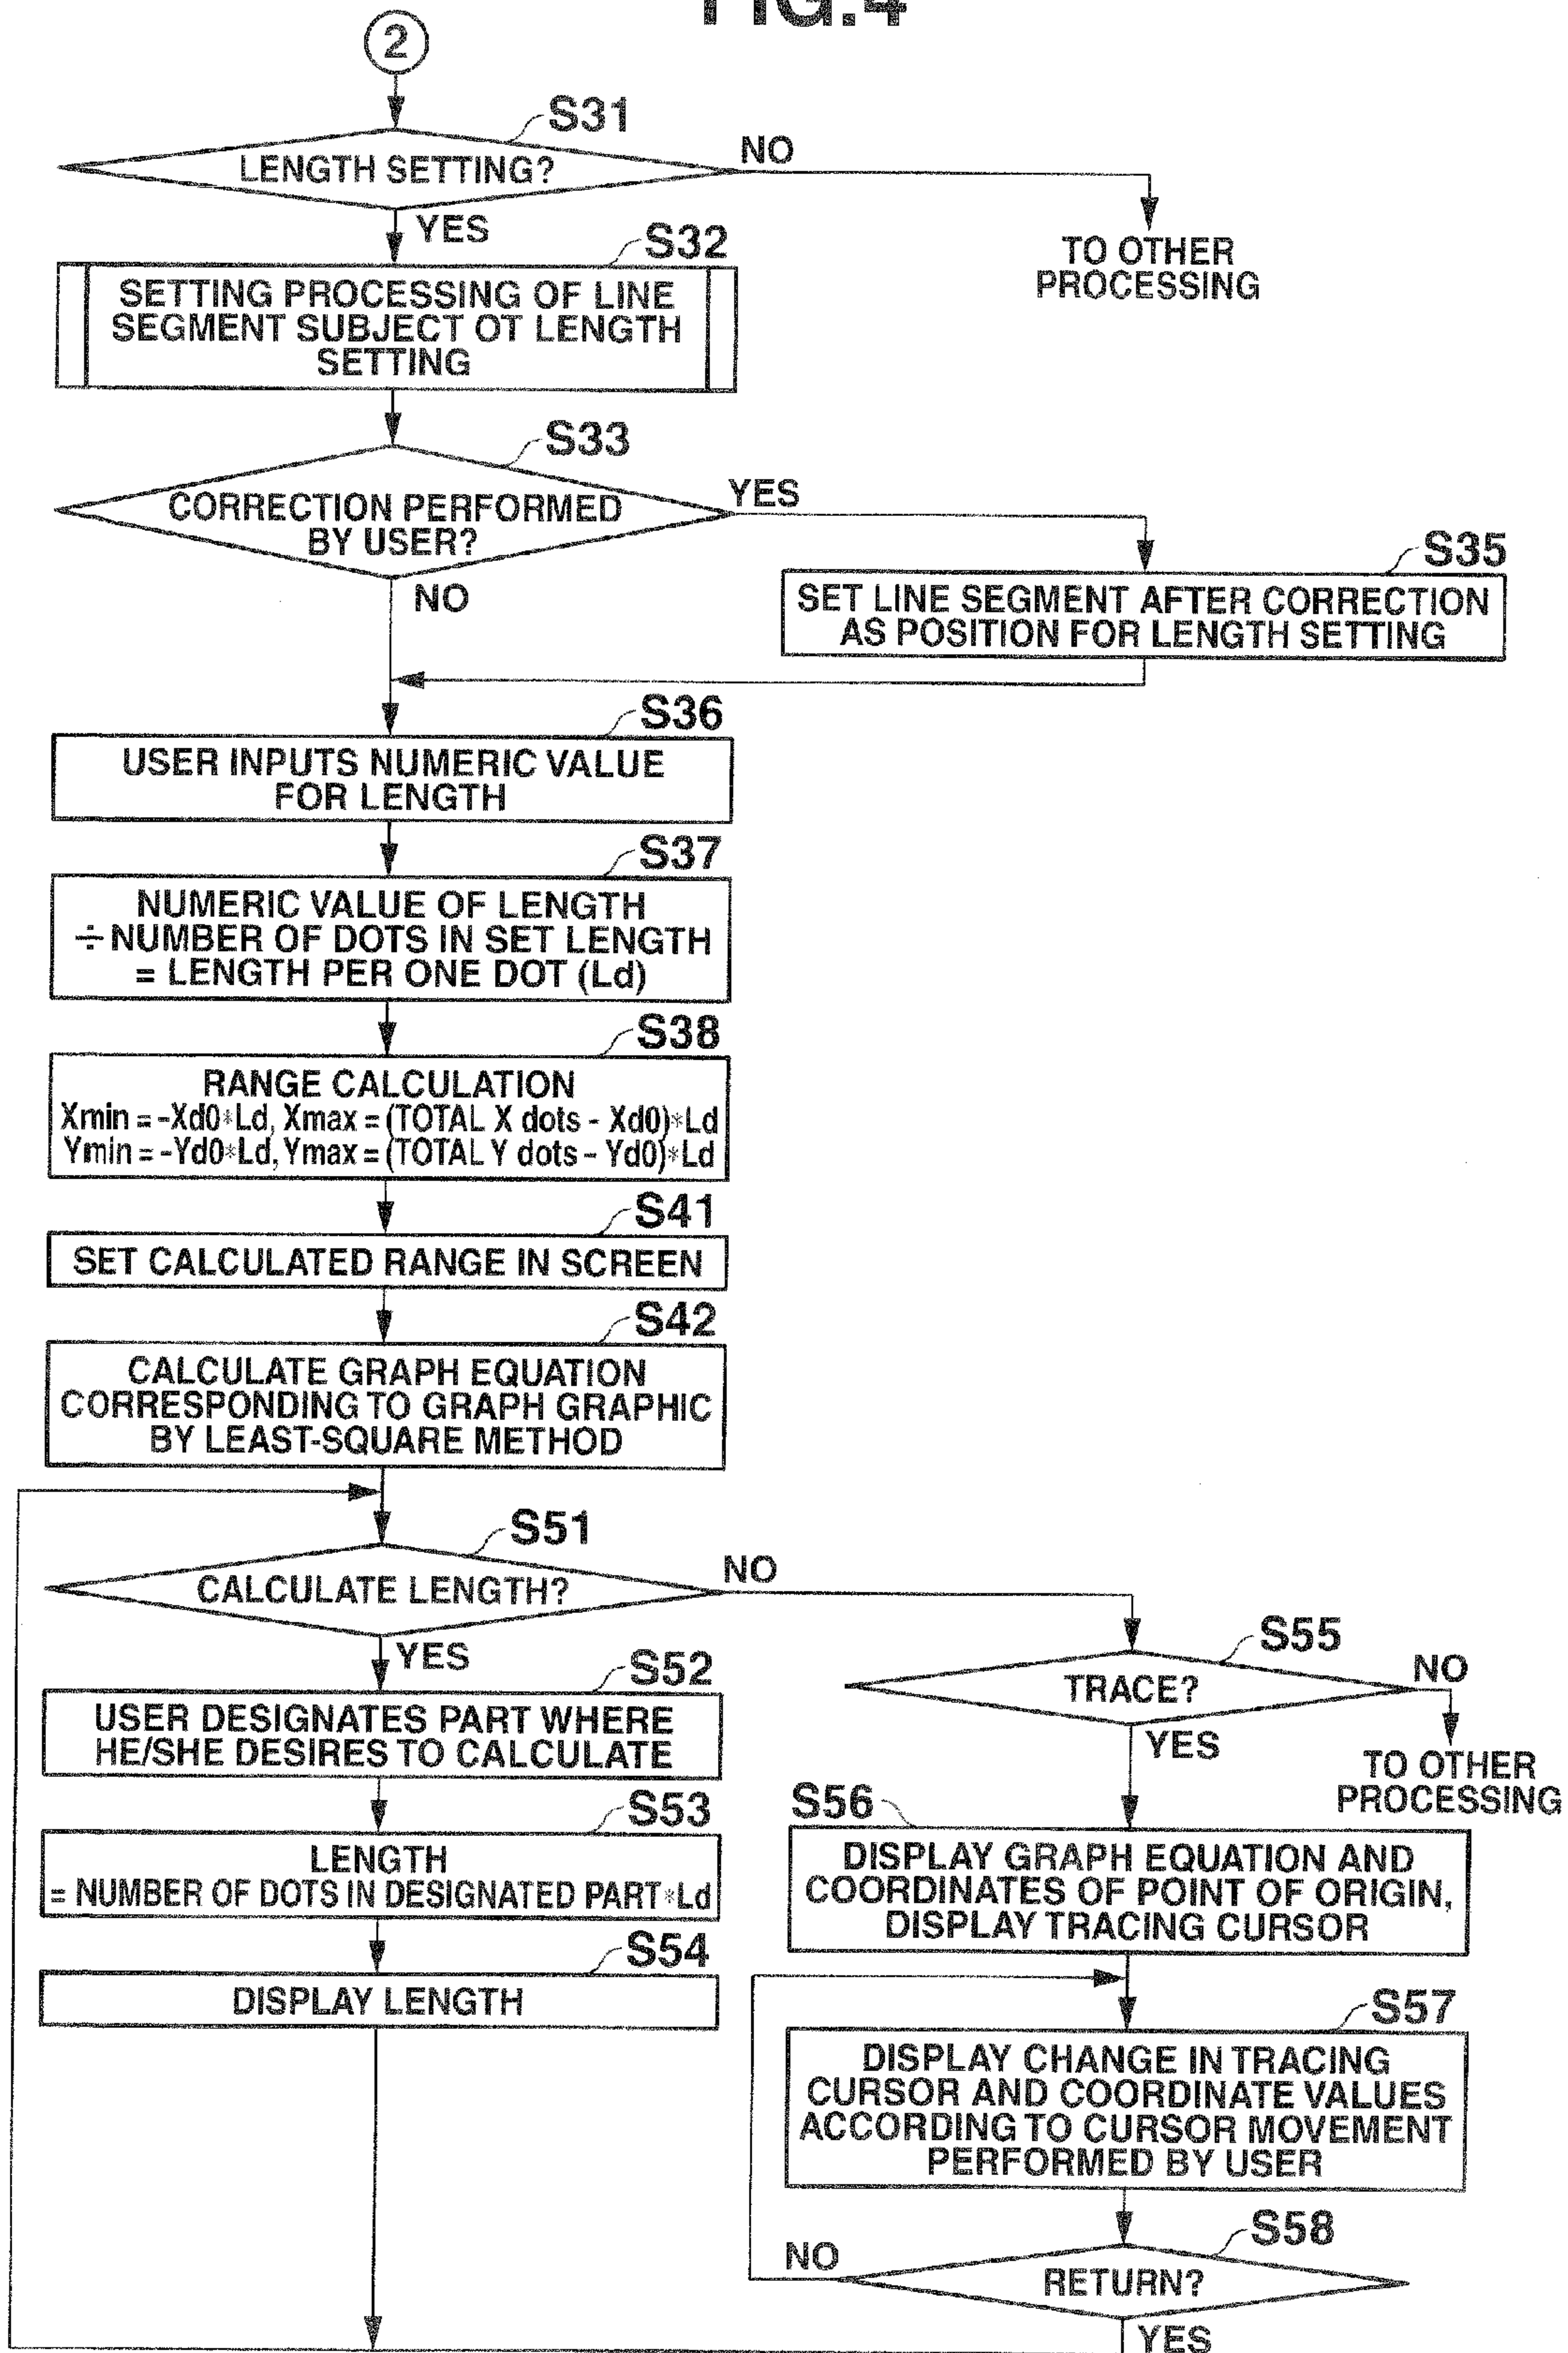 FIG.4
2
S31
LENGTH SETTING?
NO
TO OTHER
PROCESSING
YES
S32
SETTING PROCESSING OF LINE
SEGMENT SUBJECT OT LENGTH
SETTING
S33
CORRECTION PERFORMED
BY USER?
YES
NO
S35
SET LINE SEGMENT AFTER CORRECTION
AS POSITION FOR LENGTH SETTING
S36
USER INPUTS NUMERIC VALUE
FOR LENGTH
S37
NUMERIC VALUE OF LENGTH
÷ NUMBER OF DOTS IN SET LENGTH
= LENGTH PER ONE DOT (Ld)
S38
RANGE CALCULATION
Xmin = -Xd0*Ld, Xmax = (TOTAL X dots - Xd0)*Ld
Ymin = -Yd0*Ld, Ymax = (TOTAL Y dots - Yd0)*Ld
S41
SET CALCULATED RANGE IN SCREEN
S42
CALCULATE GRAPH EQUATION
CORRESPONDING TO GRAPH GRAPHIC
BY LEAST-SQUARE METHOD
S51
CALCULATE LENGTH?
NO
YES
S52
USER DESIGNATES PART WHERE
HE/SHE DESIRES TO CALCULATE
S53
LENGTH
= NUMBER OF DOTS IN DESIGNATED PART*Ld
S54
DISPLAY LENGTH
S55
TRACE?
NO
TO OTHER
PROCESSING
YES
S56
DISPLAY GRAPH EQUATION AND
COORDINATES OF POINT OF ORIGIN,
DISPLAY TRACING CURSOR
S57
DISPLAY CHANGE IN TRACING
CURSOR AND COORDINATE VALUES
ACCORDING TO CURSOR MOVEMENT
PERFORMED BY USER
S58
RETURN?
NO
YES